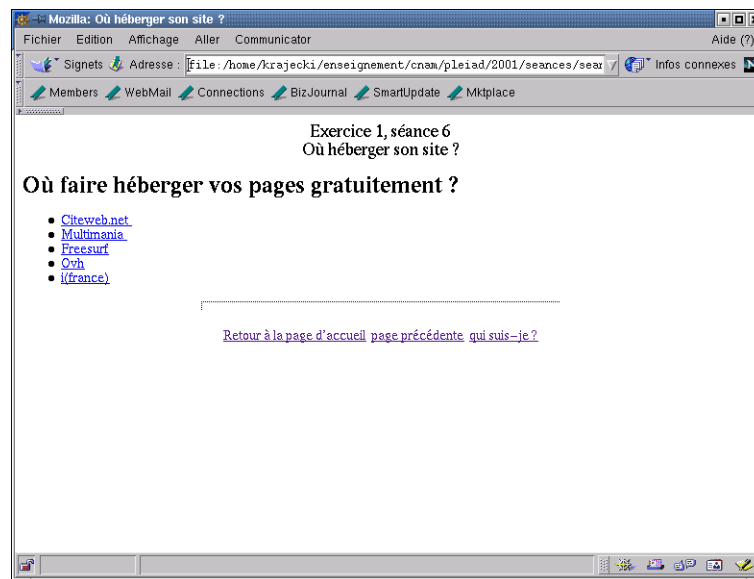 Mozilla: Où héberger son site ?
Fichier Edition Affichage Aller Communicator Aide (?)
Signets Adresse : file:/home/krajecki/enseignement/cnam/pleiad/2001/seances/sear Infos connexes N
Members WebMail Connections BizJournal SmartUpdate Mktplace
Exercice 1, séance 6
Où héberger son site ?
Où faire héberger vos pages gratuitement ?
Citeweb.net
Multimania
Freesurf
Ovh
i(france)
Retour à la page d'accueil page précédente qui suis-je ?